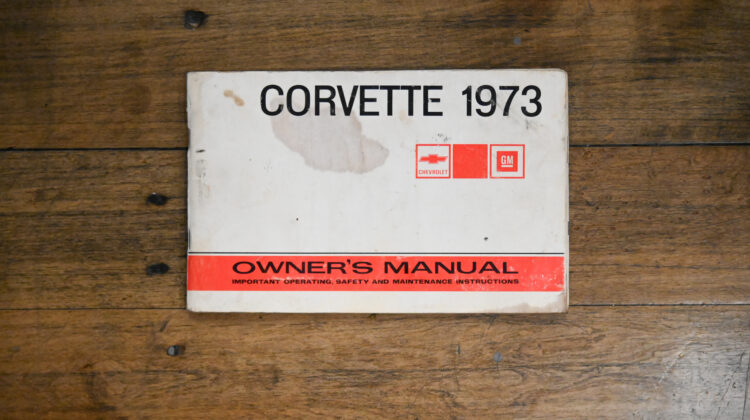 CORVETTE 1973
CHEVROLET
GM
OWNER'S MANUAL
IMPORTANT OPERATING, SAFETY AND MAINTENANCE INSTRUCTIONS